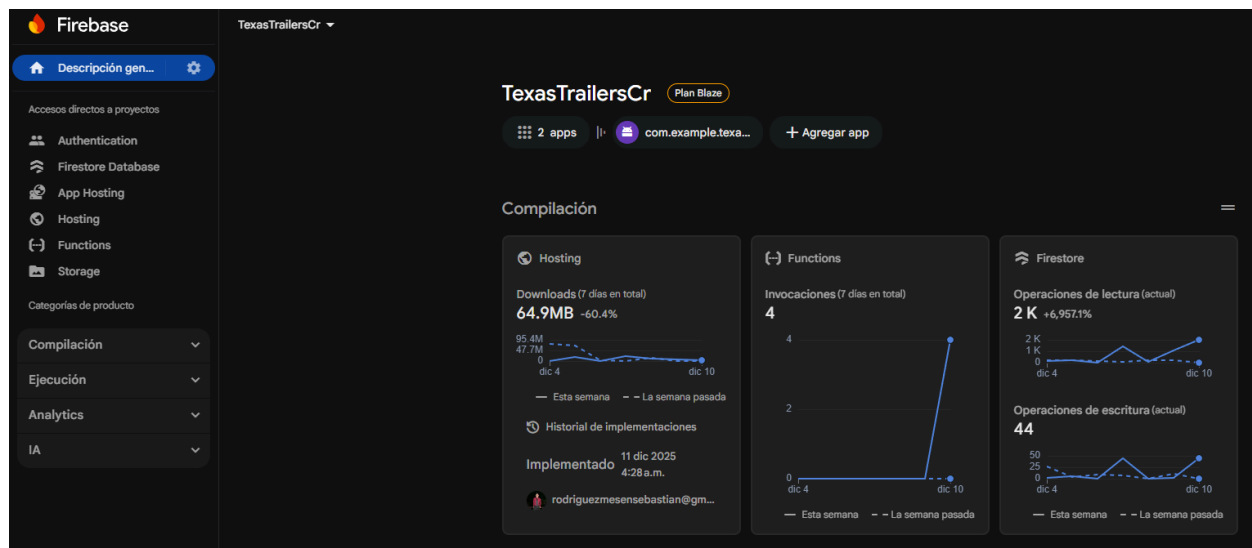 Firebase
TexasTrailersCr
Descripción gen...
Accesos directos a proyectos
Authentication
Firestore Database
App Hosting
Hosting
Functions
Storage
Categorías de producto
Compilación
Ejecución
Analytics
IA
TexasTrailersCr Plan Blaze
2 apps com.example.texa... + Agregar app
Compilación
Hosting
Downloads (7 días en total)
64.9MB -60.4%
95.4M
47.7M
0
dic 4 dic 10
Esta semana La semana pasada
Historial de implementaciones
Implementado 11 dic 2025
4:28 a.m.
rodriguezmesensebastian@gm...
Functions
Invocaciones (7 días en total)
4
4
2
0
dic 4 dic 10
Esta semana La semana pasada
Firestore
Operaciones de lectura (actual)
2 K +6,957.1%
2 K
1 K
0
dic 4 dic 10
Operaciones de escritura (actual)
44
50
25
0
dic 4 dic 10
Esta semana La semana pasada